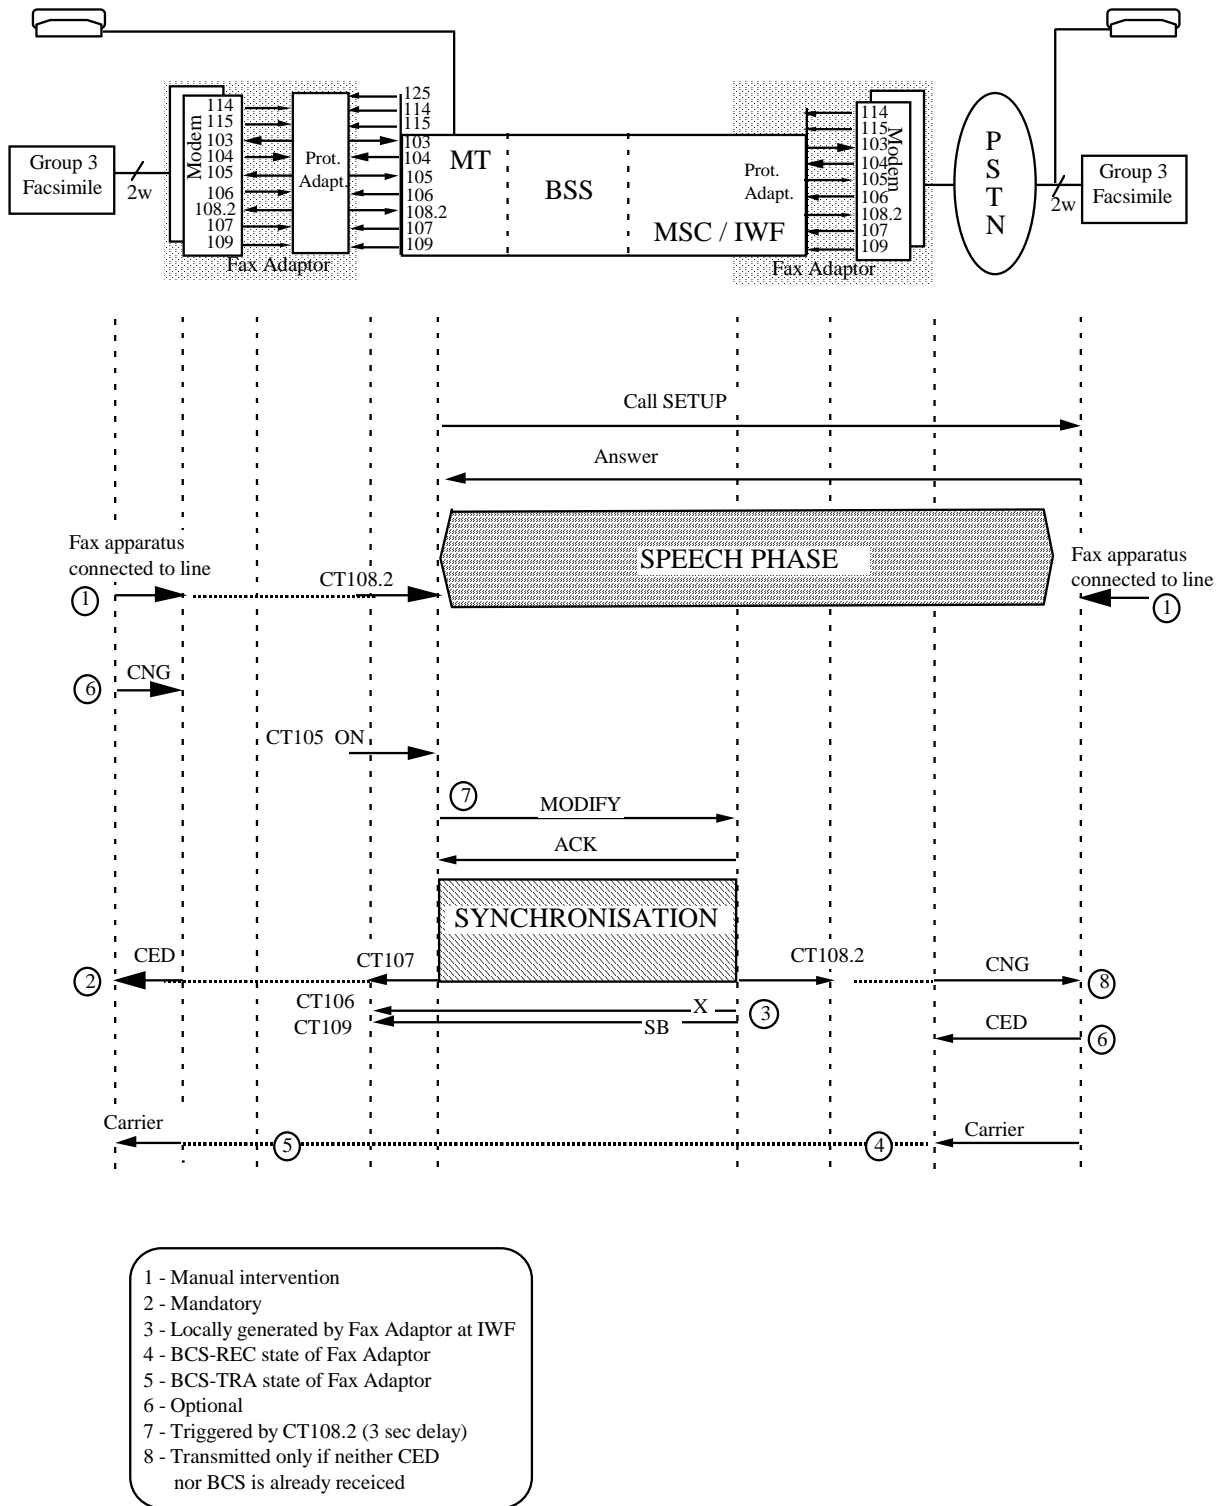 125
114
115
103
104
105
106
108.2
107
109
Modem
Group 3
Facsimile
2w
Prot.
Adapt.
Fax Adaptor
114
115
103
104
105
106
108.2
107
109
MT
BSS
MSC / IWF
Prot.
Adapt.
Fax Adaptor
114
115
103
104
105
106
108.2
107
109
Modem
P
S
T
N
2w
Group 3
Facsimile
Call SETUP
Answer
SPEECH PHASE
Fax apparatus
connected to line
1
CT108.2
Fax apparatus
connected to line
1
6
CNG
CT105 ON
7
MODIFY
ACK
SYNCHRONISATION
2
CED
CT107
CT108.2
CNG
8
CT106
CT109
X
SB
3
CED
6
Carrier
5
4
Carrier
1 - Manual intervention
2 - Mandatory
3 - Locally generated by Fax Adaptor at IWF
4 - BCS-REC state of Fax Adaptor
5 - BCS-TRA state of Fax Adaptor
6 - Optional
7 - Triggered by CT108.2 (3 sec delay)
8 - Transmitted only if neither CED
nor BCS is already receiced